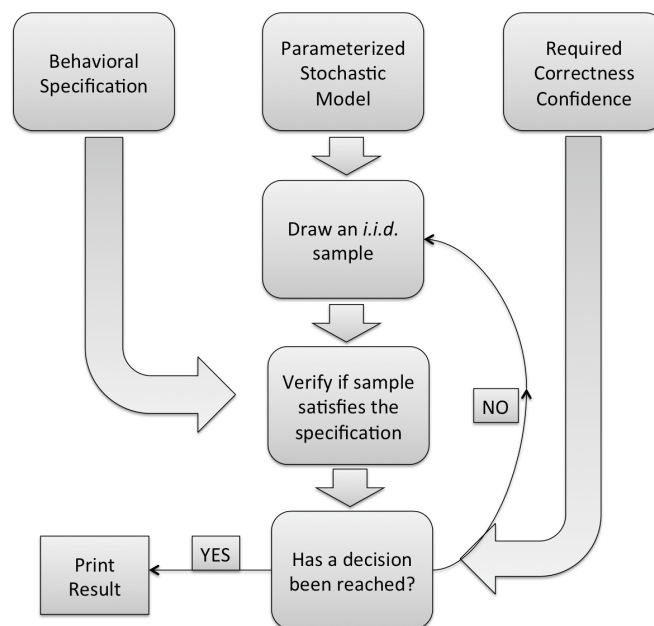 Behavioral
Specification
Parameterized
Stochastic
Model
Required
Correctness
Confidence
Draw an i.i.d.
sample
Verify if sample
satisfies the
specification
NO
Has a decision
been reached?
YES
Print
Result